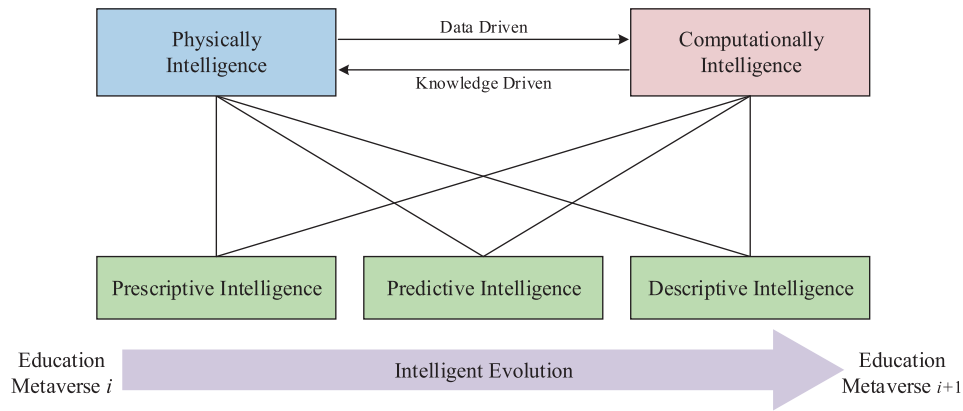 Physically
Intelligence
Data Driven
Knowledge Driven
Computationally
Intelligence
Prescriptive Intelligence
Predictive Intelligence
Descriptive Intelligence
Education
Metaverse i
Intelligent Evolution
Education
Metaverse i+1